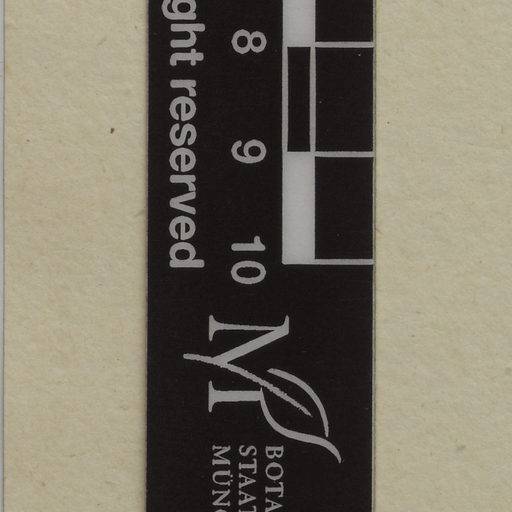 8 9 10
ght reserved
M
BOTA
STAAT
MÜNC